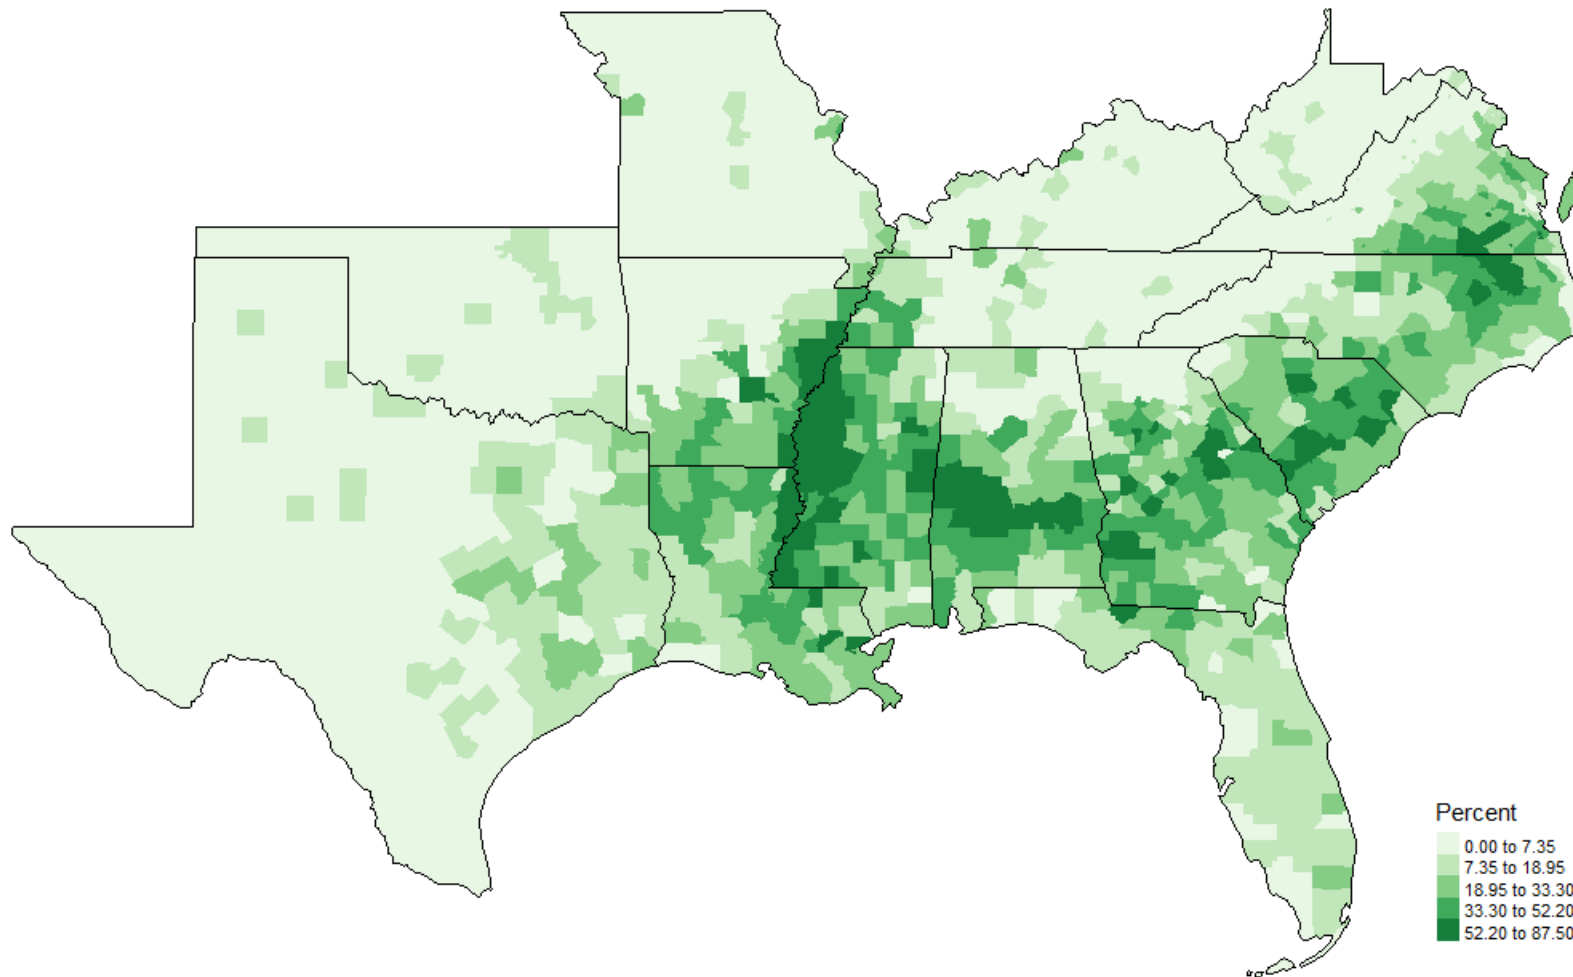 Percent
0.00 to 7.35
7.35 to 18.95
18.95 to 33.30
33.30 to 52.20
52.20 to 87.50